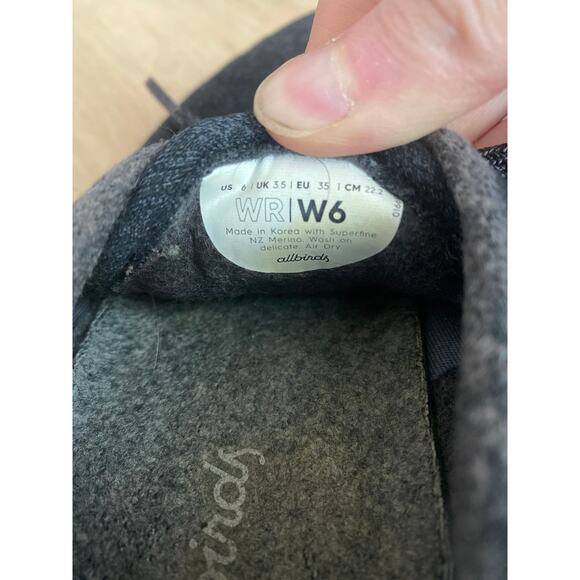 US 6 | UK 3.5 | EU 35 | CM 22.2
WR|W6
Made in Korea with Superfine
NZ Merino. Wash on
delicate. Air Dry.
allbirds
allbirds